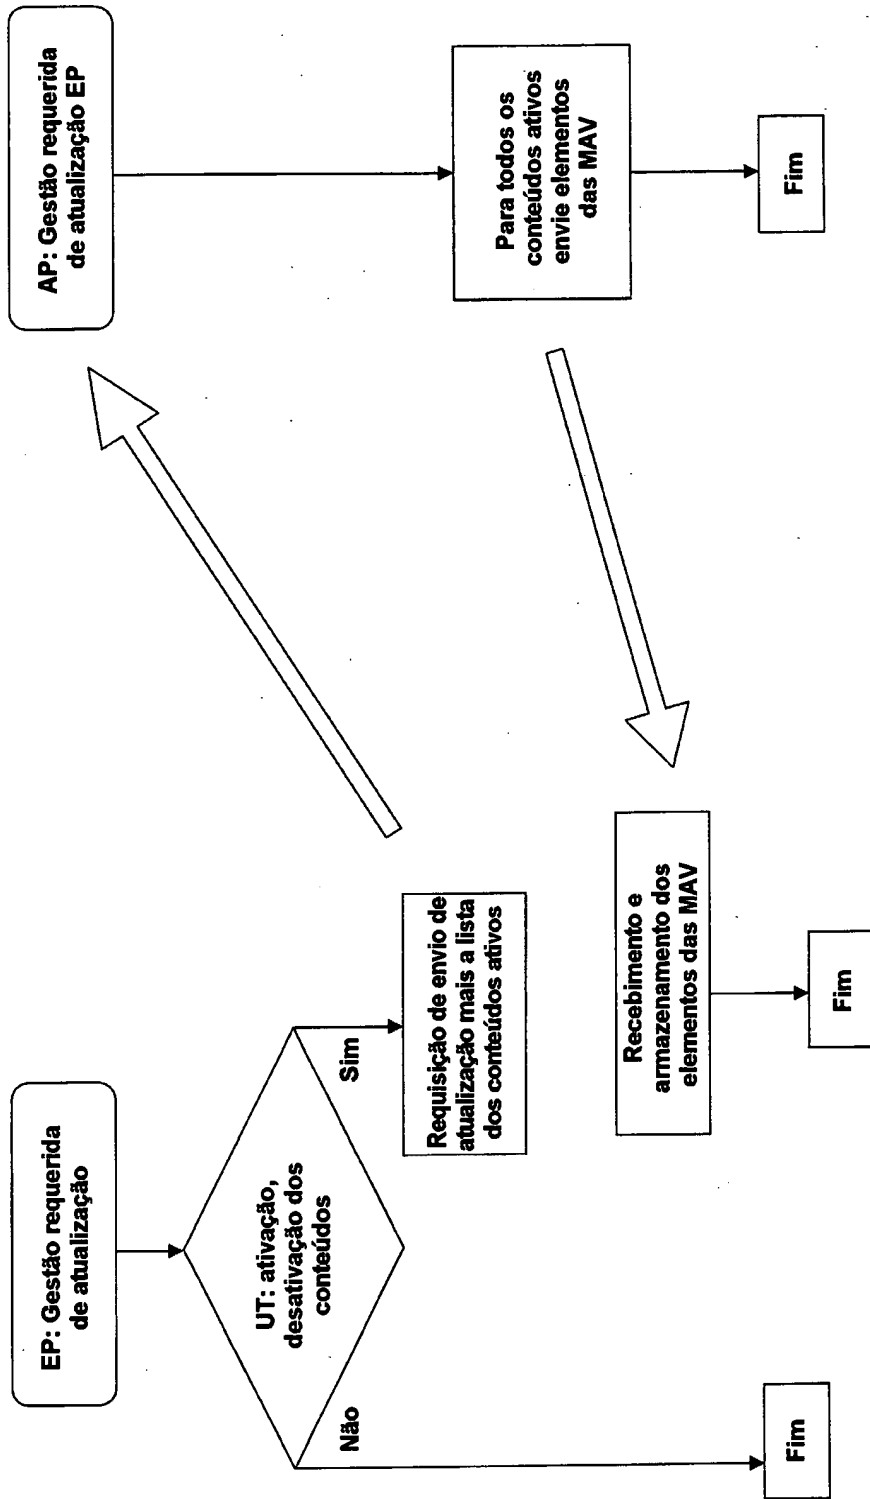 EP: Gestão requerida
de atualização
UT: ativação,
desativação dos
conteúdos
Não
Sim
Fim
Requisição de envio de
atualização mais a lista
dos conteúdos ativos
Recebimento e
armazenamento dos
elementos das MAV
Fim
AP: Gestão requerida
de atualização EP
Para todos os
conteúdos ativos
envie elementos
das MAV
Fim